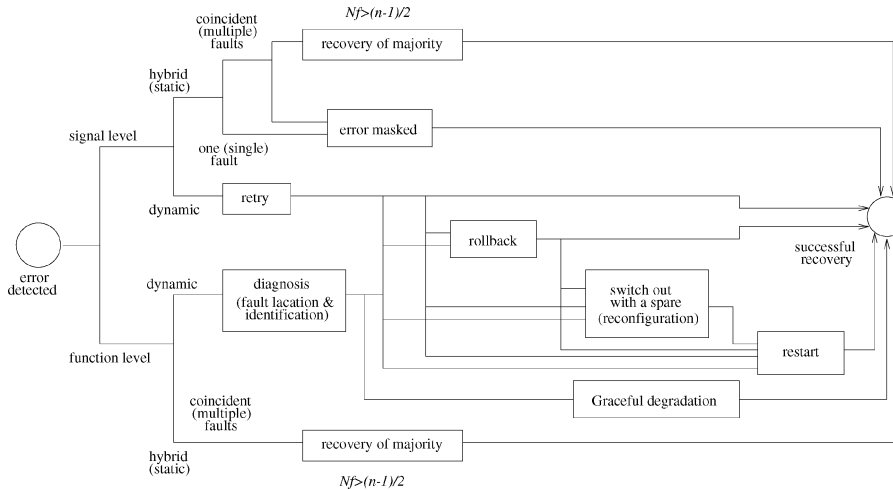 Nf>(n-1)/2
coincident
(multiple)
faults
recovery of majority
hybrid
(static)
error masked
signal level
one (single)
fault
retry
dynamic
rollback
successful
recovery
error
detected
dynamic
diagnosis
(fault lacation &
identification)
switch out
with a spare
(reconfiguration)
restart
function level
Graceful degradation
coincident
(multiple)
faults
recovery of majority
hybrid
(static)
Nf>(n-1)/2